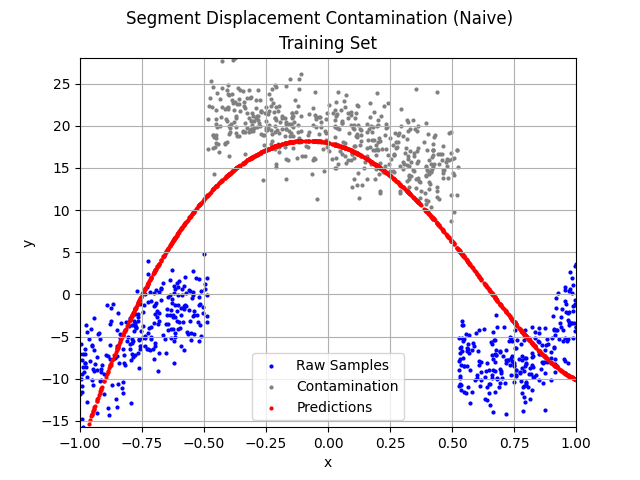 Segment Displacement Contamination (Naive)
Training Set
25
20
15
10
5
0
−5
−10
−15
y
Raw Samples
Contamination
Predictions
−1.00 −0.75 −0.50 −0.25 0.00 0.25 0.50 0.75 1.00
x